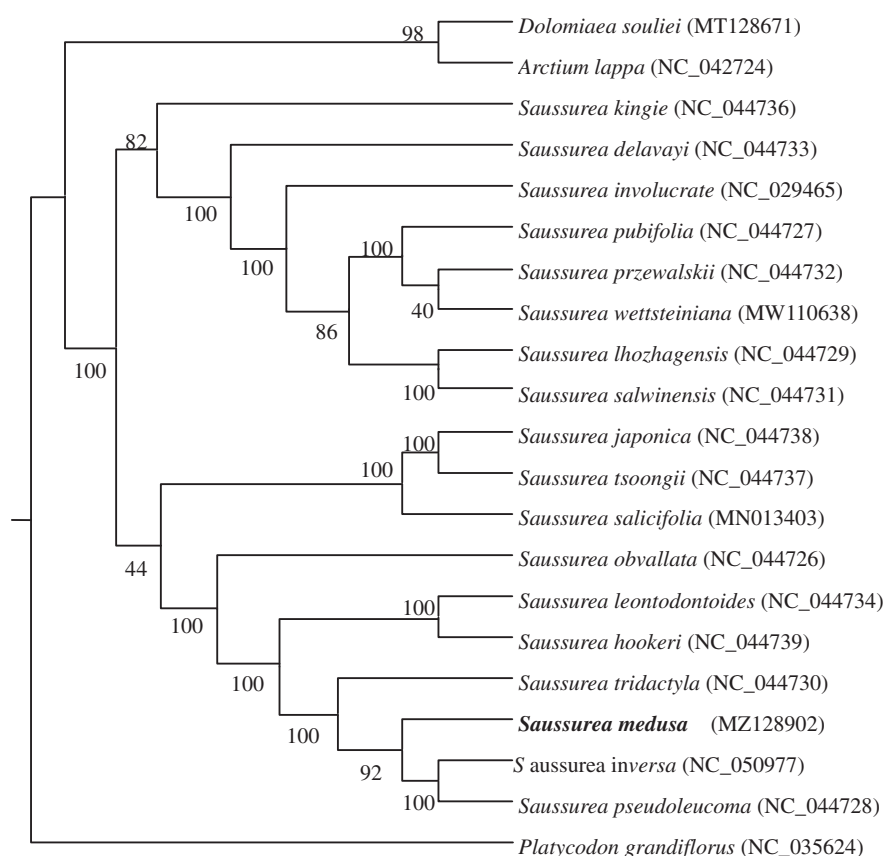 98
Dolomiaea souliei (MT128671)
Arctium lappa (NC_042724)
Saussurea kingie (NC_044736)
82
Saussurea delavayi (NC_044733)
100
Saussurea involucrate (NC_029465)
100
Saussurea pubifolia (NC_044727)
100
Saussurea przewalskii (NC_044732)
40
Saussurea wettsteiniana (MW110638)
86
Saussurea lhozhagensis (NC_044729)
100
100
Saussurea salwinensis (NC_044731)
Saussurea japonica (NC_044738)
100
100
Saussurea tsoongii (NC_044737)
Saussurea salicifolia (MN013403)
44
Saussurea obvallata (NC_044726)
100
Saussurea leontodontoides (NC_044734)
100
Saussurea hookeri (NC_044739)
100
Saussurea tridactyla (NC_044730)
100
Saussurea medusa (MZ128902)
92
S aussurea inversa (NC_050977)
100
Saussurea pseudoleucoma (NC_044728)
Platycodon grandiflorus (NC_035624)